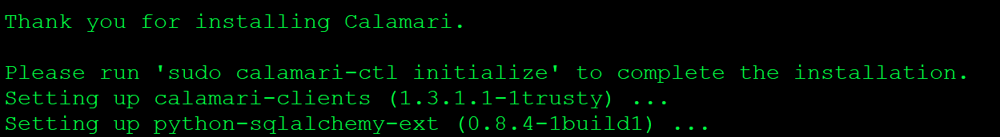 Thank you for installing Calamari.
Please run 'sudo calamari-ctl initialize' to complete the installation.
Setting up calamari-clients (1.3.1.1-1trusty) ...
Setting up python-sqlalchemy-ext (0.8.4-1build1) ...